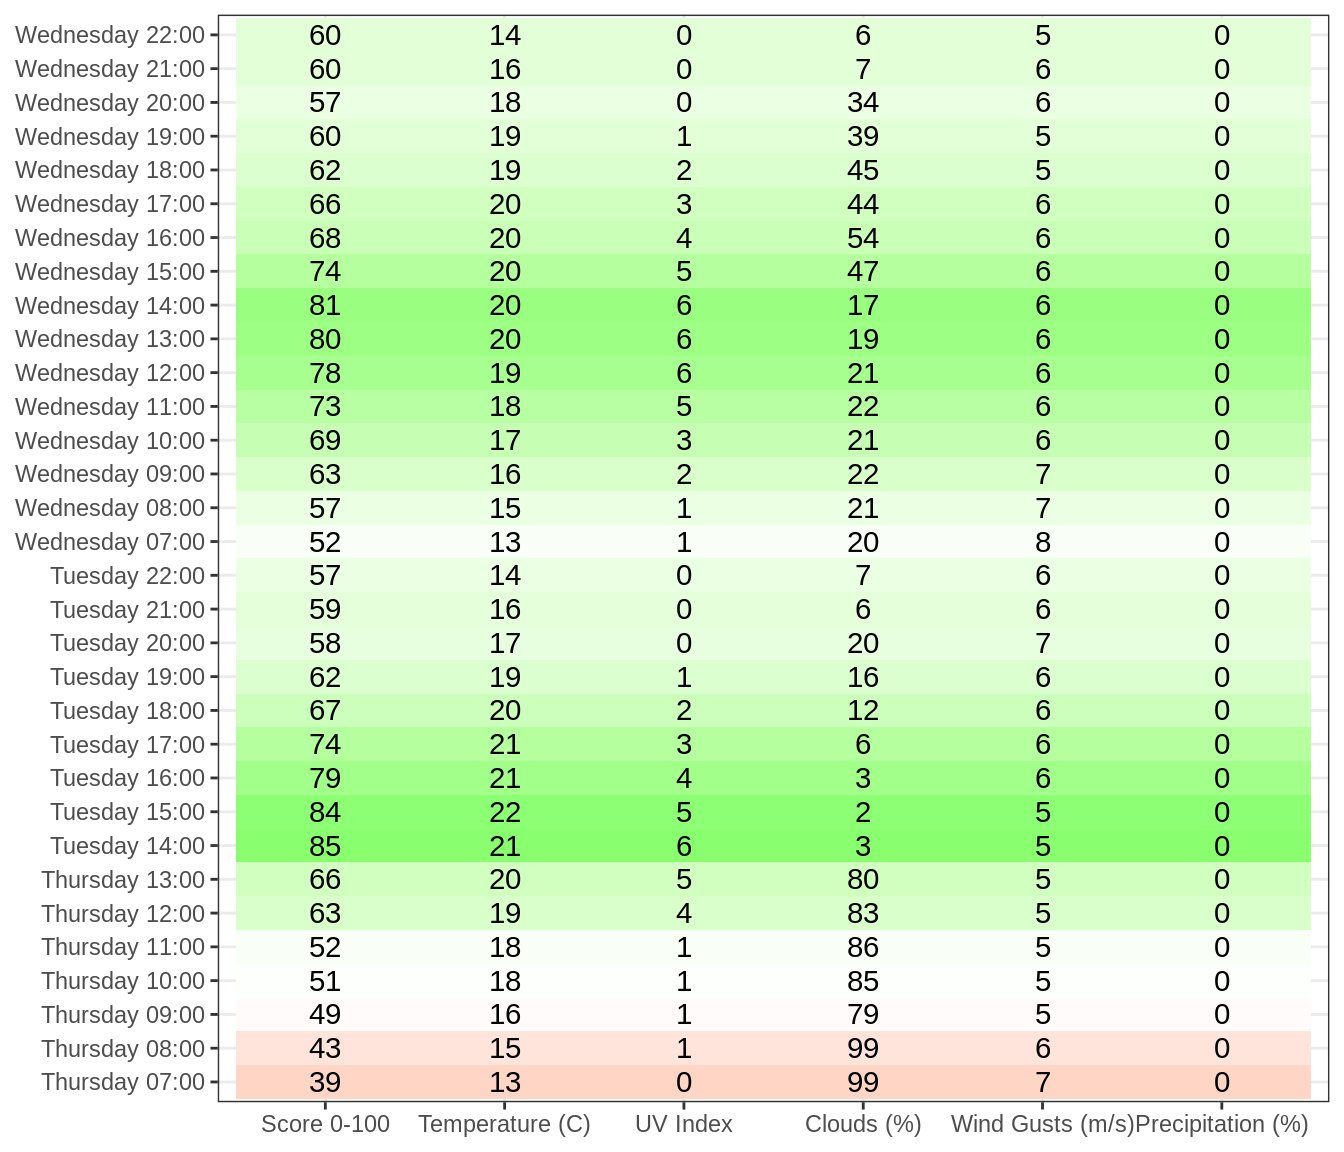 Wednesday 22:00 60 14 0 6 5 0
Wednesday 21:00 60 16 0 7 6 0
Wednesday 20:00 57 18 0 34 6 0
Wednesday 19:00 60 19 1 39 5 0
Wednesday 18:00 62 19 2 45 5 0
Wednesday 17:00 66 20 3 44 6 0
Wednesday 16:00 68 20 4 54 6 0
Wednesday 15:00 74 20 5 47 6 0
Wednesday 14:00 81 20 6 17 6 0
Wednesday 13:00 80 20 6 19 6 0
Wednesday 12:00 78 19 6 21 6 0
Wednesday 11:00 73 18 5 22 6 0
Wednesday 10:00 69 17 3 21 6 0
Wednesday 09:00 63 16 2 22 7 0
Wednesday 08:00 57 15 1 21 7 0
Wednesday 07:00 52 13 1 20 8 0
Tuesday 22:00 57 14 0 7 6 0
Tuesday 21:00 59 16 0 6 6 0
Tuesday 20:00 58 17 0 20 7 0
Tuesday 19:00 62 19 1 16 6 0
Tuesday 18:00 67 20 2 12 6 0
Tuesday 17:00 74 21 3 6 6 0
Tuesday 16:00 79 21 4 3 6 0
Tuesday 15:00 84 22 5 2 5 0
Tuesday 14:00 85 21 6 3 5 0
Thursday 13:00 66 20 5 80 5 0
Thursday 12:00 63 19 4 83 5 0
Thursday 11:00 52 18 1 86 5 0
Thursday 10:00 51 18 1 85 5 0
Thursday 09:00 49 16 1 79 5 0
Thursday 08:00 43 15 1 99 6 0
Thursday 07:00 39 13 0 99 7 0
Score 0-100 Temperature (C) UV Index Clouds (%) Wind Gusts (m/s) Precipitation (%)